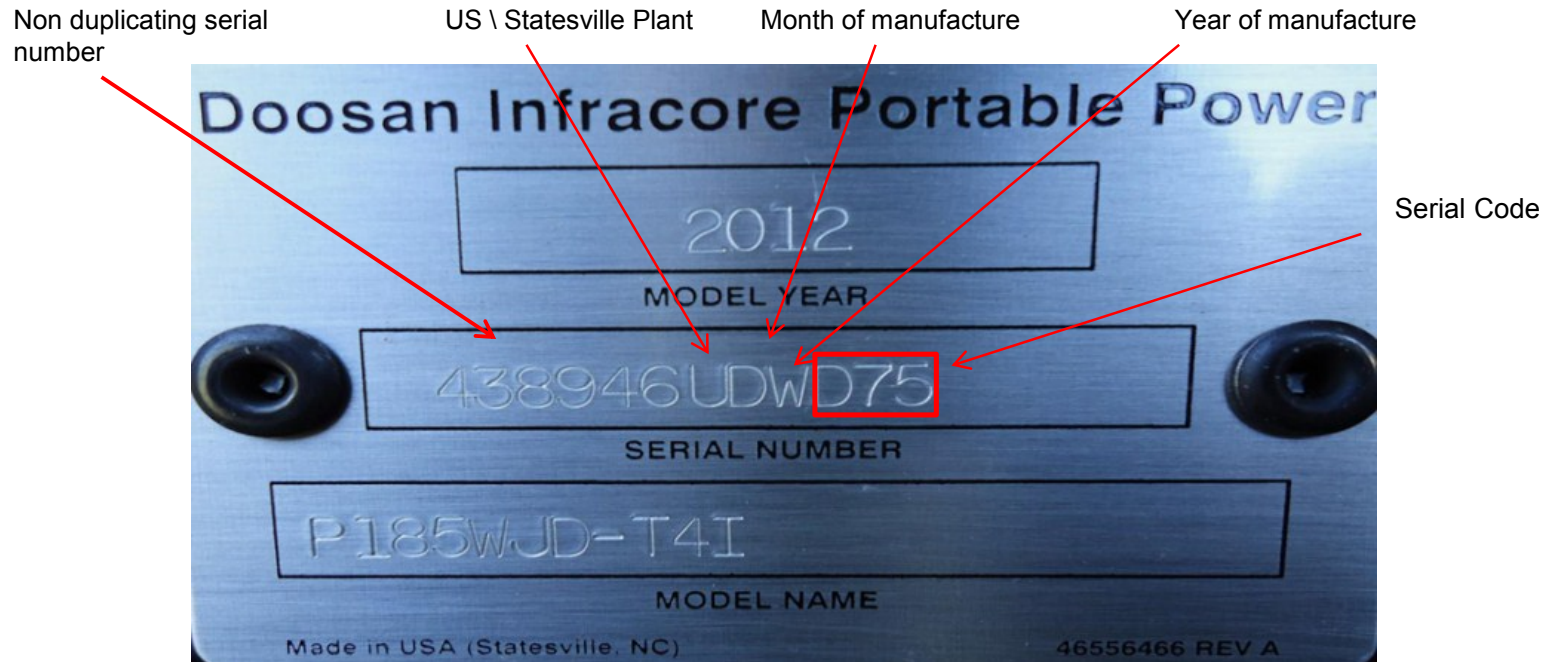 Non duplicating serial
number
US \ Statesville Plant
Month of manufacture
Year of manufacture
Serial Code
Doosan Infracore Portable Power
2012
MODEL YEAR
438946UDWD75
SERIAL NUMBER
P185WJD-T4I
MODEL NAME
Made in USA (Statesville, NC)
46556466 REV A